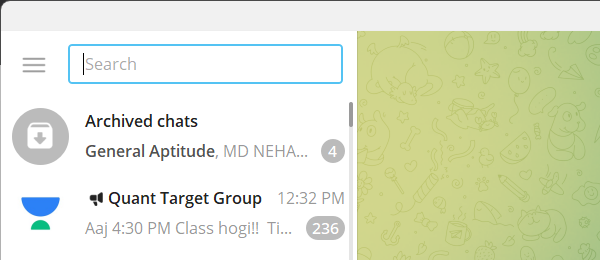 Search
Archived chats
General Aptitude, MD NEHA... 4
Quant Target Group 12:32 PM
Aaj 4:30 PM Class hogi!! Ti... 236